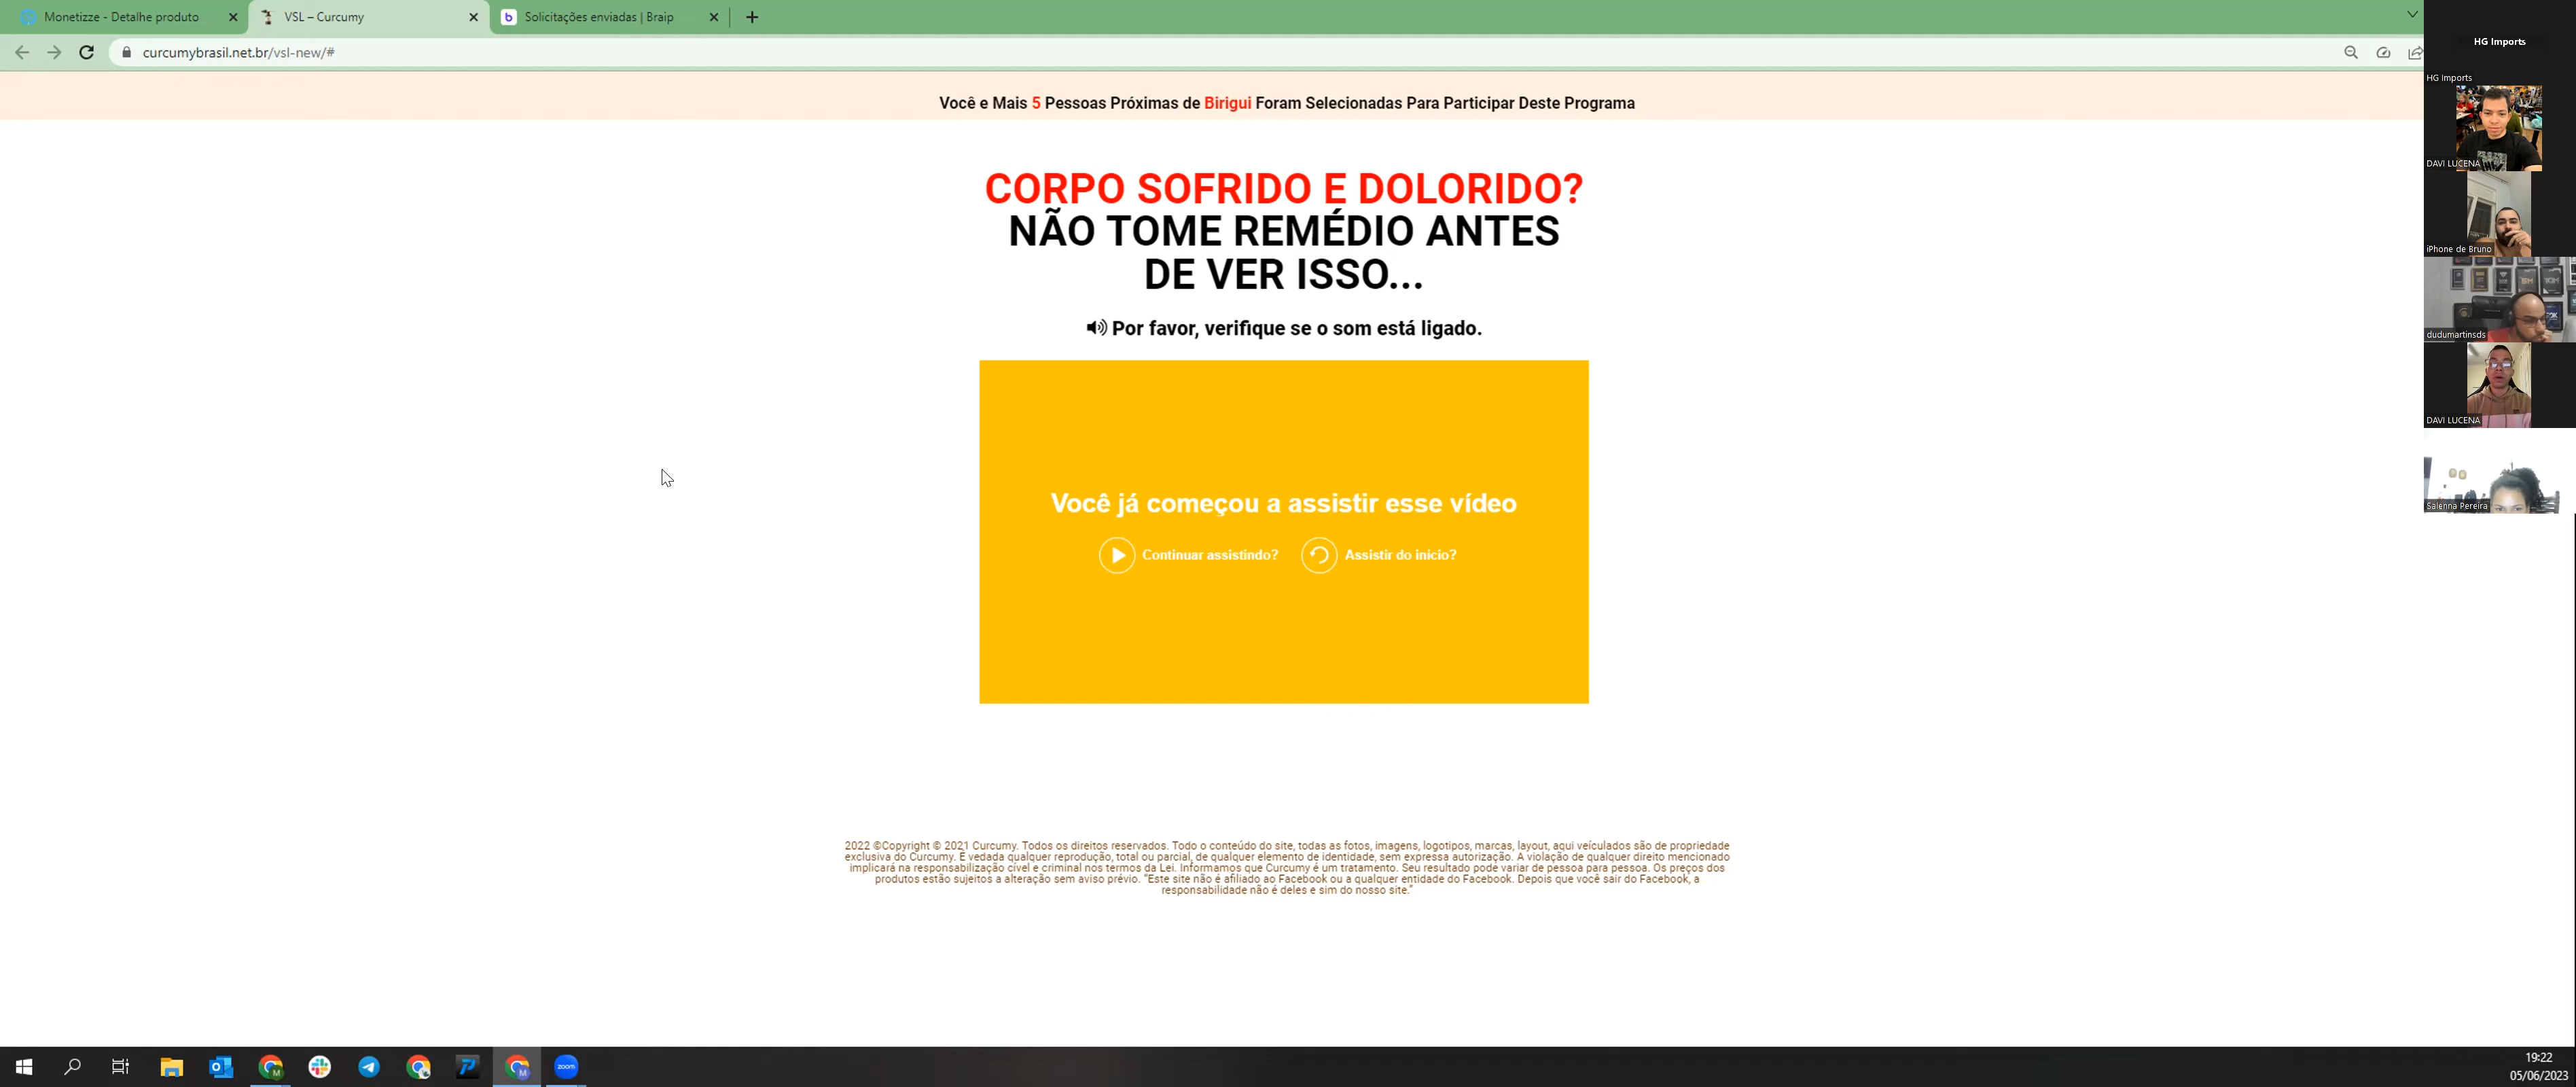 Monetizze - Detalhe produto
VSL – Curcumy
Solicitações enviadas | Braip
curcumybrasil.net.br/vsl-new/#
Você e Mais 5 Pessoas Próximas de Birigui Foram Selecionadas Para Participar Deste Programa
CORPO SOFRIDO E DOLORIDO?
NÃO TOME REMÉDIO ANTES
DE VER ISSO...
Por favor, verifique se o som está ligado.
Você já começou a assistir esse vídeo
Continuar assistindo?
Assistir do início?
2022 ©Copyright © 2021 Curcumy. Todos os direitos reservados. Todo o conteúdo do site, todas as fotos, imagens, logotipos, marcas, layout, aqui veículados são de propriedade
exclusiva do Curcumy. É vedada qualquer reprodução, total ou parcial, de qualquer elemento de identidade, sem expressa autorização. A violação de qualquer direito mencionado
implicará na responsabilização cível e criminal nos termos da Lei. Informamos que Curcumy é um tratamento. Seu resultado pode variar de pessoa para pessoa. Os preços dos
produtos estão sujeitos a alteração sem aviso prévio. "Este site não é afiliado ao Facebook ou a qualquer entidade do Facebook. Depois que você sair do Facebook, a
responsabilidade não é deles e sim do nosso site."
HG Imports
HG Imports
DAVI LUCENA
iPhone de Bruno
dudumartinsds
DAVI LUCENA
Salenna Pereira
zoom
19:22
05/06/2023